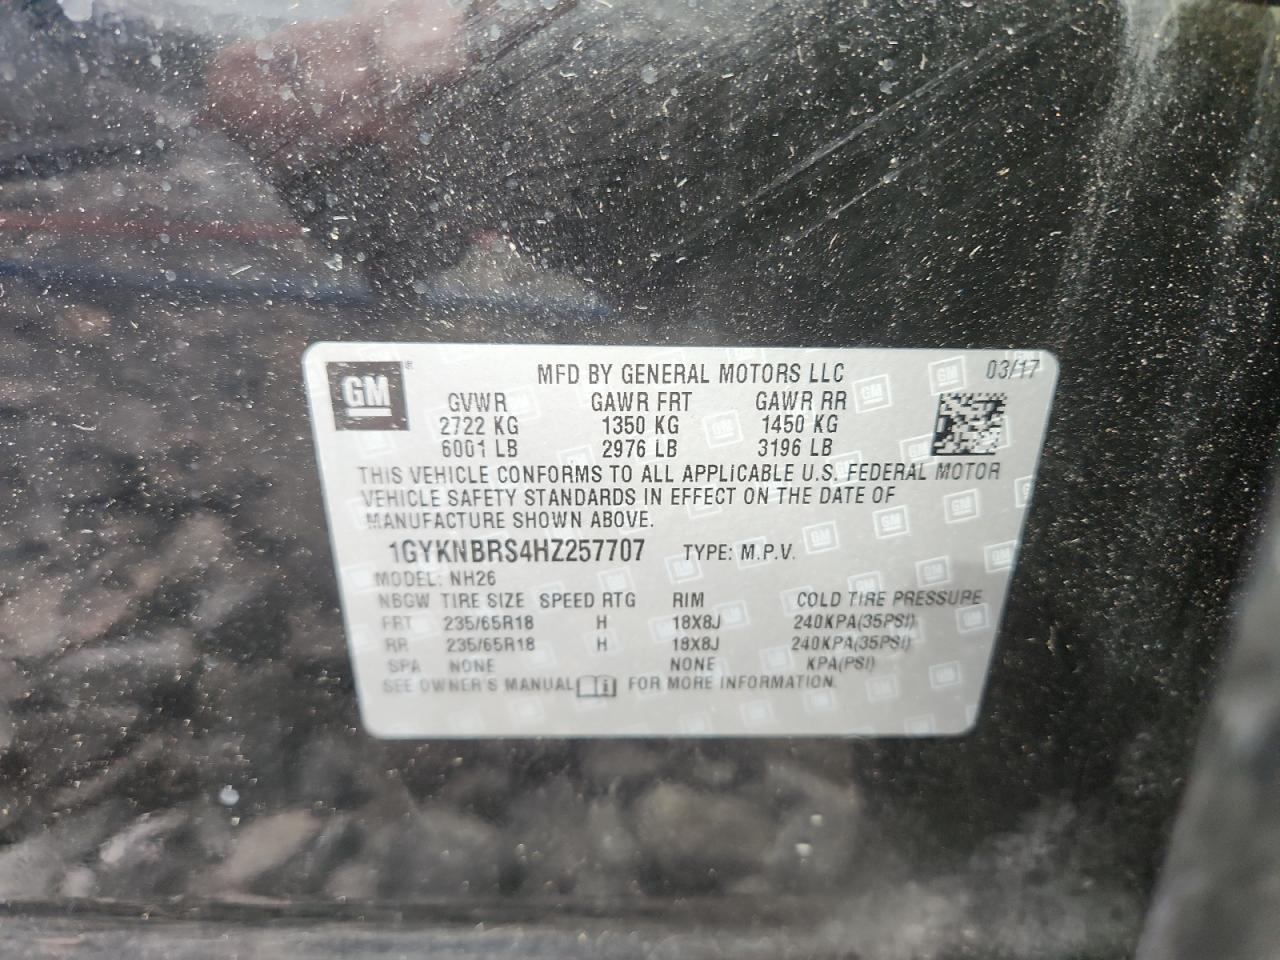 GM®
MFD BY GENERAL MOTORS LLC 03/17
GVWR GAWR FRT GAWR RR
2722 KG 1350 KG 1450 KG
6001 LB 2976 LB 3196 LB
THIS VEHICLE CONFORMS TO ALL APPLICABLE U.S. FEDERAL MOTOR
VEHICLE SAFETY STANDARDS IN EFFECT ON THE DATE OF
MANUFACTURE SHOWN ABOVE.
1GYKNBRS4HZ257707 TYPE: M.P.V.
MODEL: NH26
NBGW TIRE SIZE SPEED RTG RIM COLD TIRE PRESSURE
FRT 235/65R18 H 18X8J 240KPA(35PSI)
RR 235/65R18 H 18X8J 240KPA(35PSI)
SPA NONE NONE KPA(PSI)
SEE OWNER'S MANUAL FOR MORE INFORMATION.